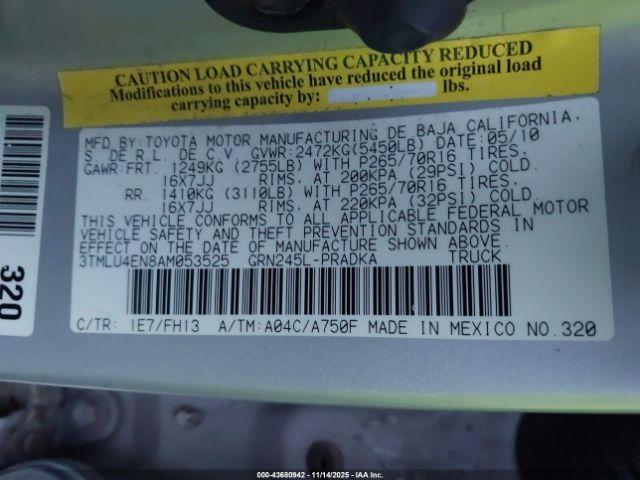 CAUTION LOAD CARRYING CAPACITY REDUCED
Modifications to this vehicle have reduced the original load
carrying capacity by: lbs.
MFD.BY:TOYOTA MOTOR MANUFACTURING DE BAJA CALIFORNIA,
S. DE R.L. DE C.V. GVWR:2472KG(5450LB) DATE:05/10
GAWR:FRT. 1249KG (2755LB) WITH P265/70R16 TIRES,
16X7JJ RIMS, AT 200KPA (29PSI) COLD.
RR. 1410KG (3110LB) WITH P265/70R16 TIRES,
16X7JJ RIMS, AT 220KPA (32PSI) COLD.
THIS VEHICLE CONFORMS TO ALL APPLICABLE FEDERAL MOTOR
VEHICLE SAFETY AND THEFT PREVENTION STANDARDS IN
EFFECT ON THE DATE OF MANUFACTURE SHOWN ABOVE.
3TMLU4EN8AM053525 GRN245L-PRADKA TRUCK
C/TR: 1E7/FH13 A/TM:A04C/A750F MADE IN MEXICO NO.320
320
000-43680942 — 11/14/2025 — IAA Inc.